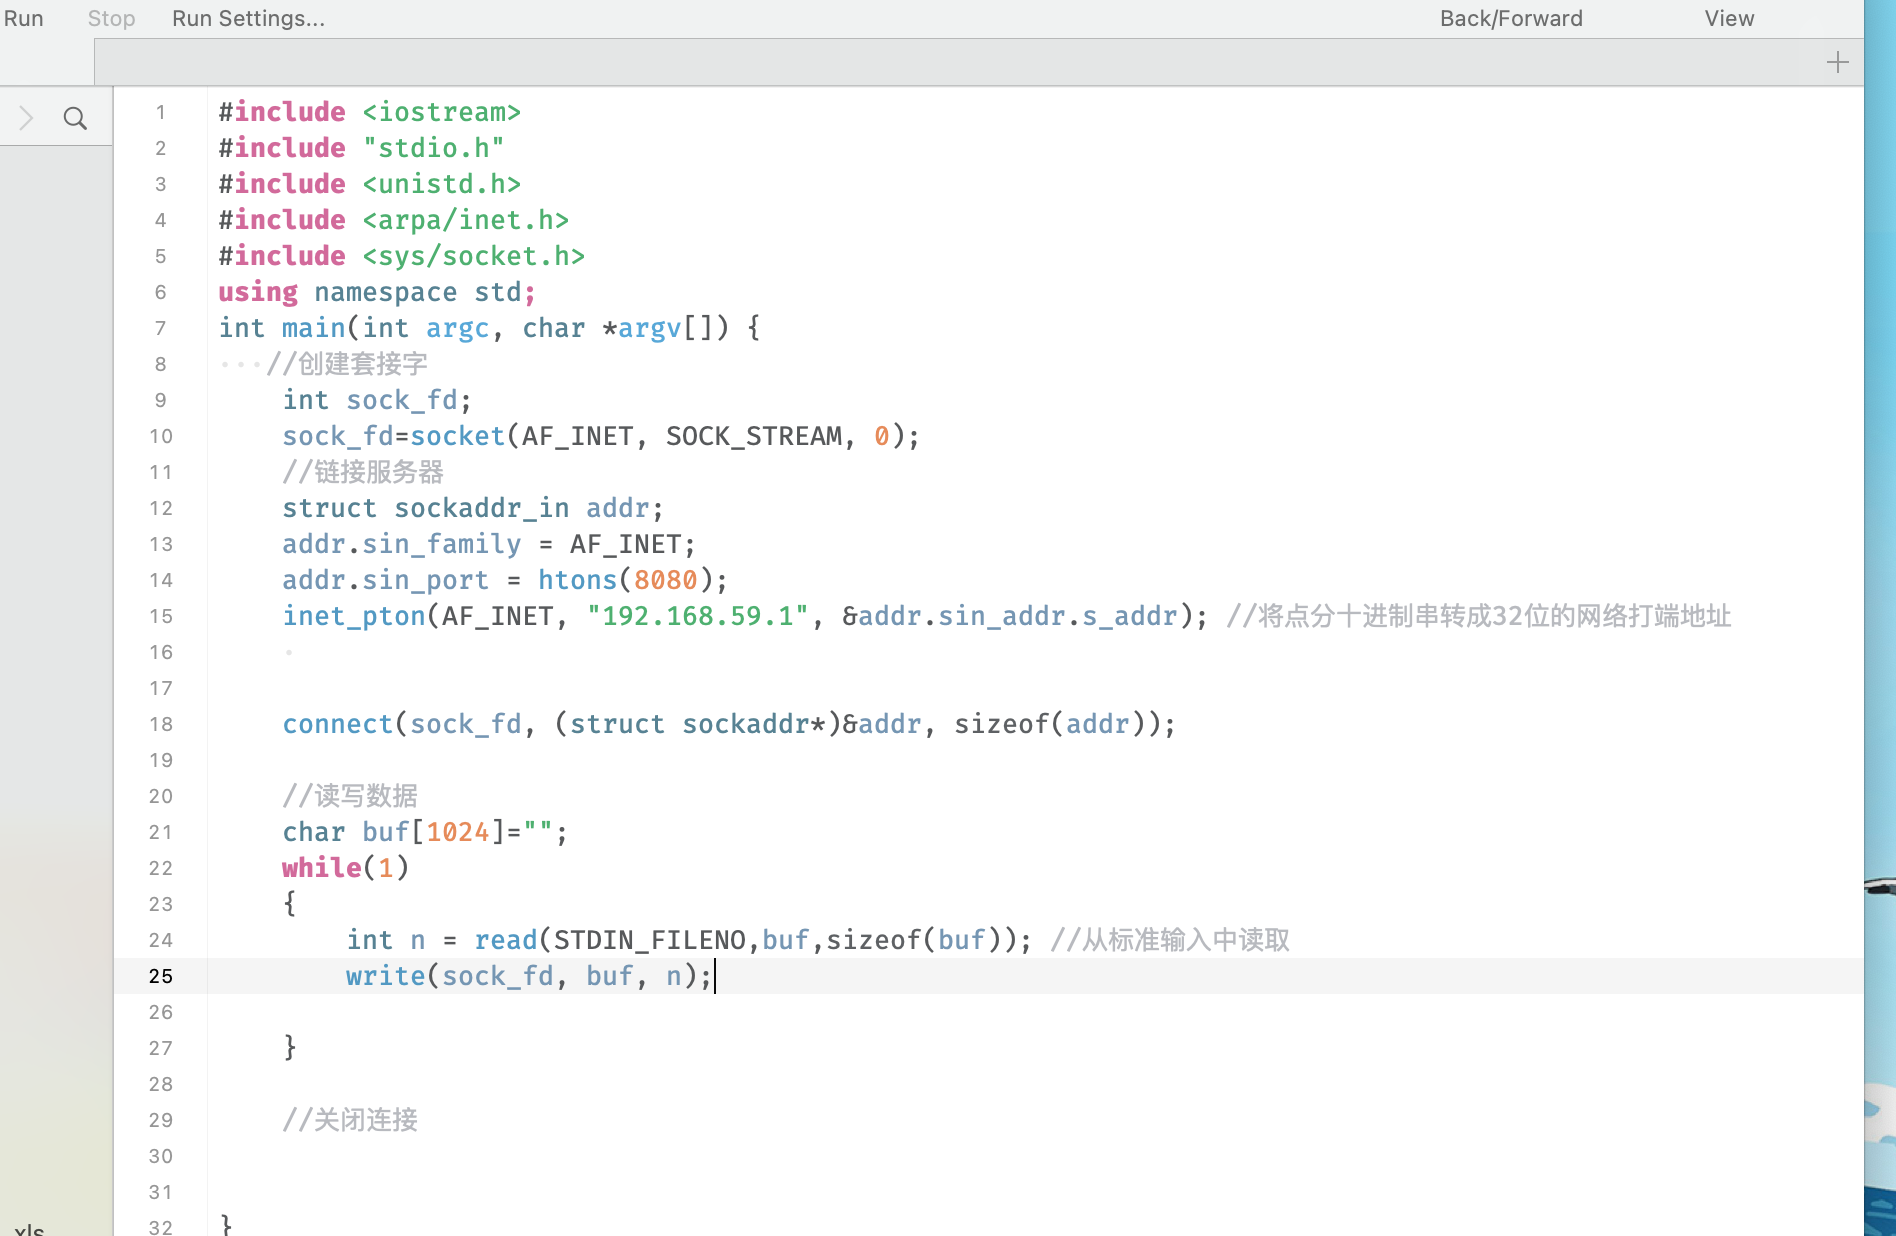 Run Stop Run Settings... Back/Forward View
1 #include <iostream>
2 #include "stdio.h"
3 #include <unistd.h>
4 #include <arpa/inet.h>
5 #include <sys/socket.h>
6 using namespace std;
7 int main(int argc, char *argv[]) {
8 //创建套接字
9 int sock_fd;
10 sock_fd=socket(AF_INET, SOCK_STREAM, 0);
11 //链接服务器
12 struct sockaddr_in addr;
13 addr.sin_family = AF_INET;
14 addr.sin_port = htons(8080);
15 inet_pton(AF_INET, "192.168.59.1", &addr.sin_addr.s_addr); //将点分十进制串转成32位的网络打端地址
16
17
18 connect(sock_fd, (struct sockaddr*)&addr, sizeof(addr));
19
20 //读写数据
21 char buf[1024]="";
22 while(1)
23 {
24 int n = read(STDIN_FILENO,buf,sizeof(buf)); //从标准输入中读取
25 write(sock_fd, buf, n);
26
27 }
28
29 //关闭连接
30
31
32 }
xls